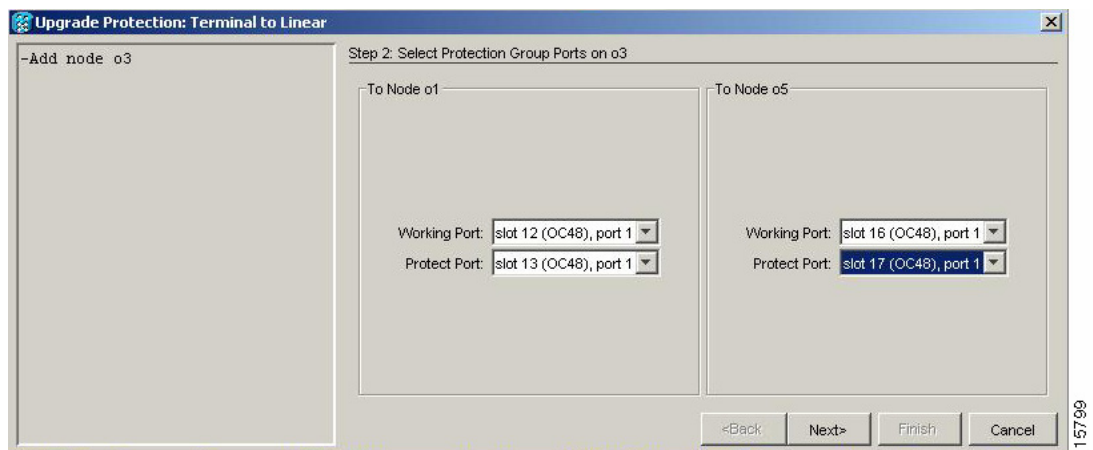 Upgrade Protection: Terminal to Linear
-Add node o3
Step 2: Select Protection Group Ports on o3
To Node o1
Working Port: slot 12 (OC48), port 1
Protect Port: slot 13 (OC48), port 1
To Node o5
Working Port: slot 16 (OC48), port 1
Protect Port: slot 17 (OC48), port 1
<Back
Next>
Finish
Cancel
15799